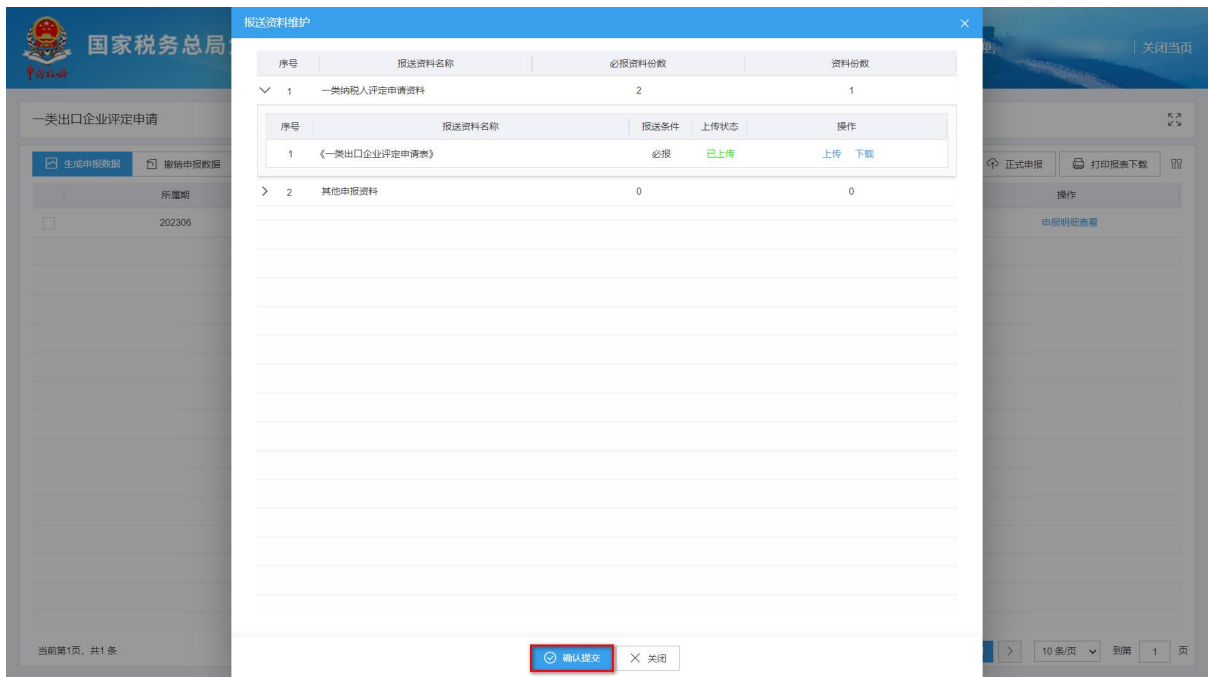 国家税务总局
中国税务
报送资料维护 ×
关闭当页
一类出口企业评定申请
生成申报数据 撤销申报数据
正式申报 打印报表下载
所属期 操作
202306 申报明细查看
序号 报送资料名称 必报资料份数 资料份数
1 一类纳税人评定申请资料 2 1
序号 报送资料名称 报送条件 上传状态 操作
1 《一类出口企业评定申请表》 必报 已上传 上传 下载
2 其他申报资料 0 0
确认提交 关闭
当前第1页，共1 条
10 条/页 到第 1 页